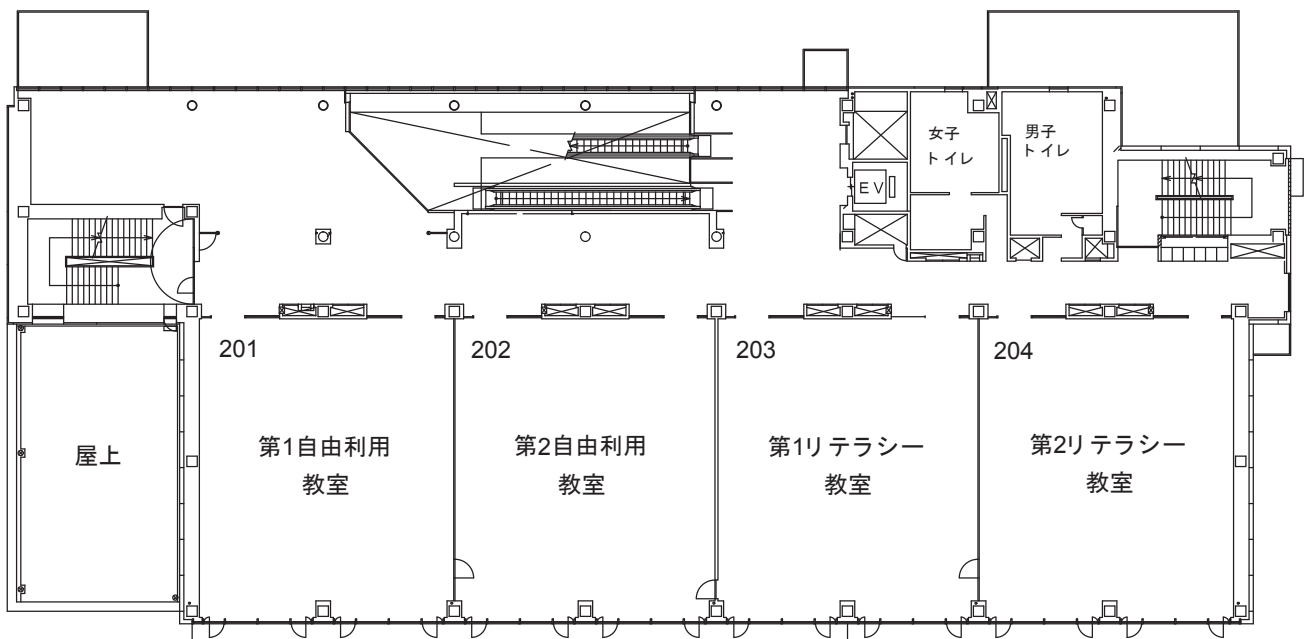 女子
トイレ
男子
トイレ
EV
201
202
203
204
屋上
第1自由利用
教室
第2自由利用
教室
第1リテラシー
教室
第2リテラシー
教室